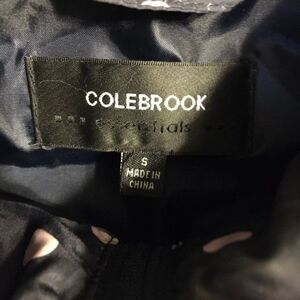 COLEBROOK
essentials
S
MADE IN
CHINA